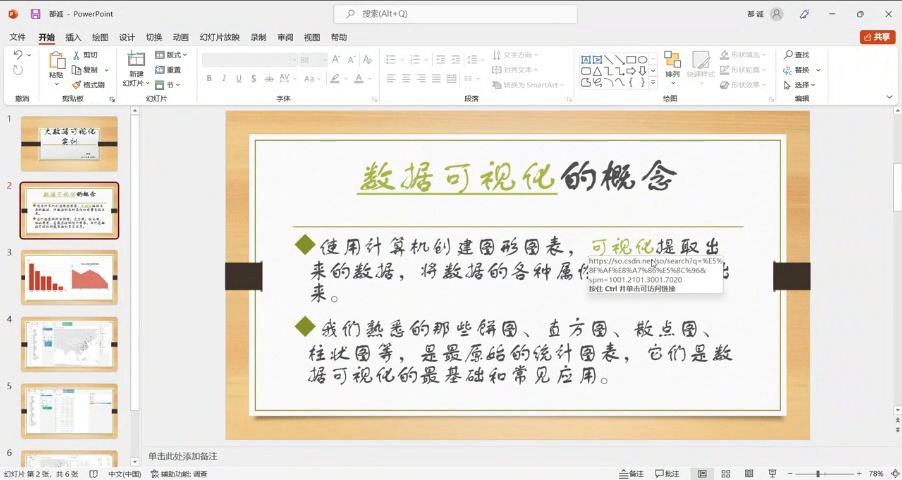 都 诚 - PowerPoint
搜索(Alt+Q)
都 诚
文件 开始 插入 绘图 设计 切换 动画 幻灯片放映 录制 审阅 视图 帮助
共享
撤消
粘贴
剪切
复制
格式刷
剪贴板
新建
幻灯片
版式
重置
节
幻灯片
88
B I U S ab AV Aa
字体
文字方向
对齐文本
转换为 SmartArt
段落
排列
快速样式
形状填充
形状轮廓
形状效果
绘图
查找
替换
选择
编辑
1
大数据可视化
实训
2
数据可视化的概念
3
4
5
6
数据可视化的概念
使用计算机创建图形图表，可视化提取出
来的数据，将数据的各种属
出
来。
https://so.csdn.net/so/search?q=%E5%
8F%AF%E8%A7%86%E5%8C%96&
spm=1001.2101.3001.7020
按住 Ctrl 并单击可访问链接
我们熟悉的那些饼图、直方图、散点图、
柱状图等，是最原始的统计图表，它们是数
据可视化的最基础和常见应用。
单击此处添加备注
幻灯片 第 2 张，共 6 张 中文(中国) 辅助功能: 调查 备注 批注 78%